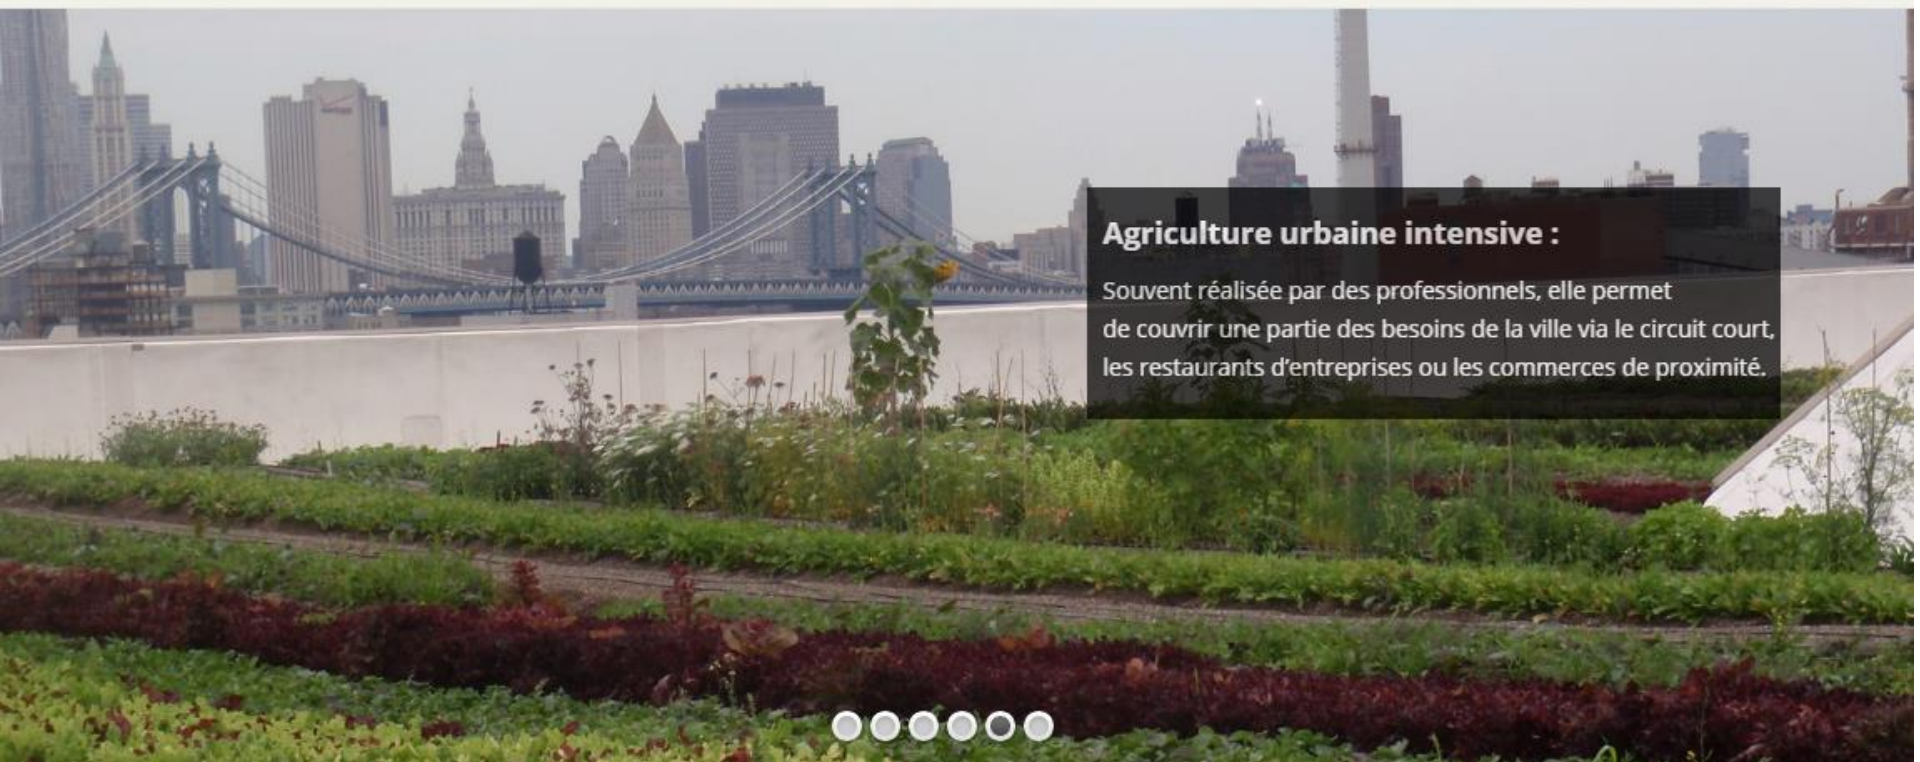 Agriculture urbaine intensive :
Souvent réalisée par des professionnels, elle permet
de couvrir une partie des besoins de la ville via le circuit court,
les restaurants d'entreprises ou les commerces de proximité.